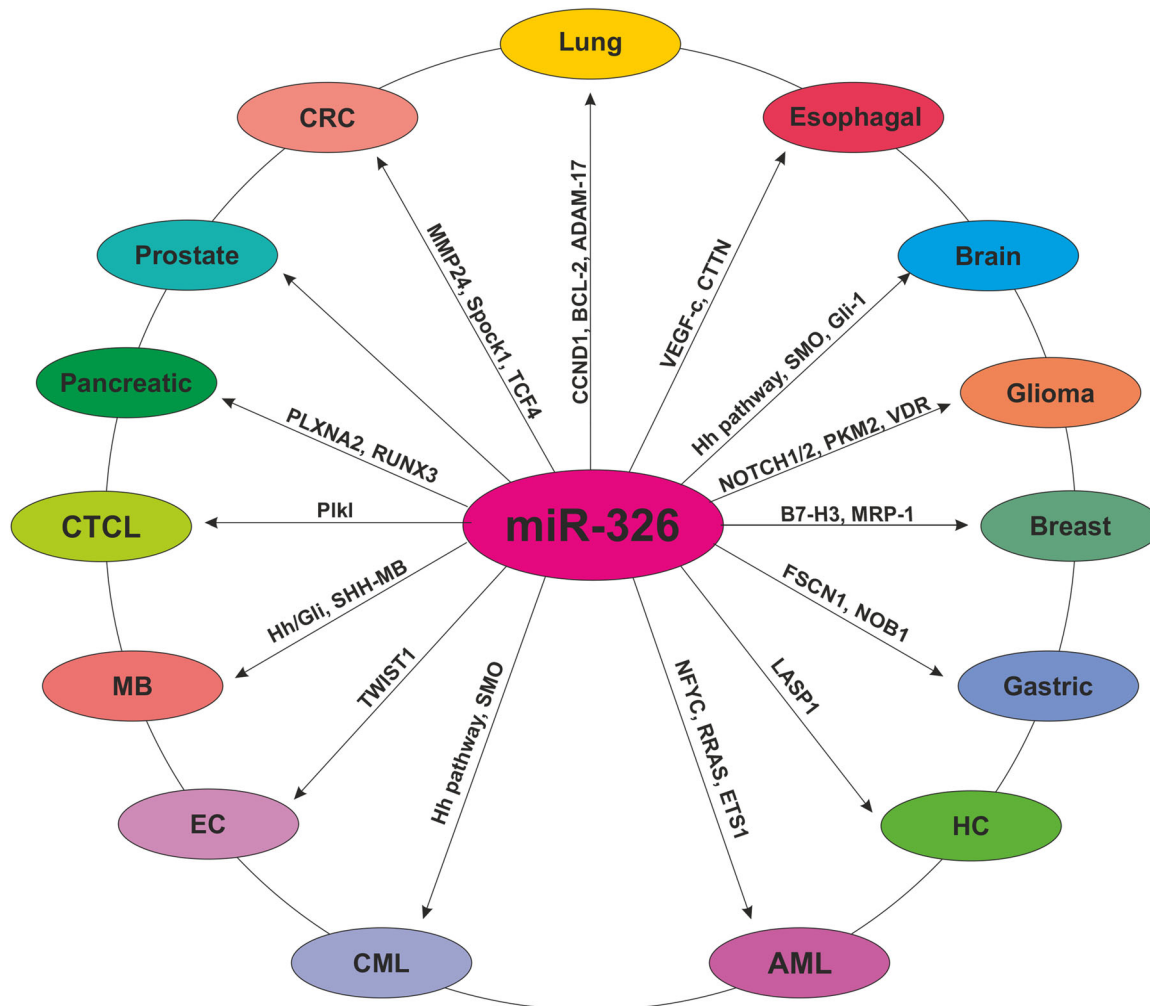 Lung
CRC
Esophagal
Prostate
Brain
Pancreatic
Glioma
CTCL
Breast
MB
Gastric
EC
HC
CML
AML
miR-326
CCND1, BCL-2, ADAM-17
MMP24, Spock1, TCF4
VEGF-c, CTTN
Hh pathway, SMO, Gli-1
PLXNA2, RUNX3
NOTCH1/2, PKM2, VDR
PlkI
B7-H3, MRP-1
Hh/Gli, SHH-MB
FSCN1, NOB1
TWIST1
LASP1
Hh pathway, SMO
NFYC, RRAS, ETS1